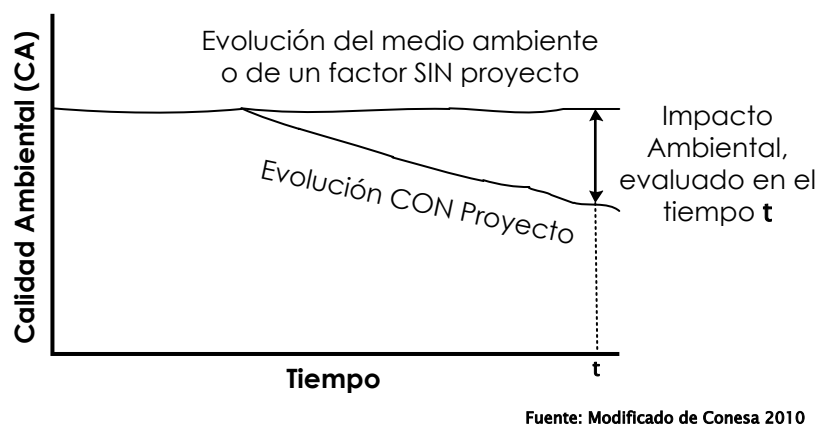 Evolución del medio ambiente
o de un factor SIN proyecto
Calidad Ambiental (CA)
Impacto
Ambiental,
evaluado en el
tiempo t
Evolución CON Proyecto
t
Tiempo
Fuente: Modificado de Conesa 2010